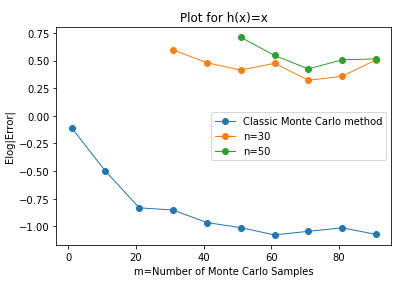 Plot for h(x)=x
0.75
0.50
0.25
0.00
−0.25
−0.50
−0.75
−1.00
Elog|Error|
Classic Monte Carlo method
n=30
n=50
0 20 40 60 80
m=Number of Monte Carlo Samples